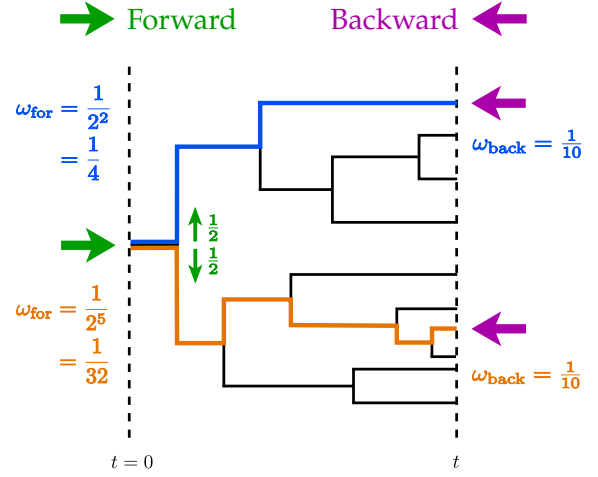 Forward
Backward
ω_for = 1/2^2
= 1/4
ω_back = 1/10
1/2
1/2
ω_for = 1/2^5
= 1/32
ω_back = 1/10
t = 0
t